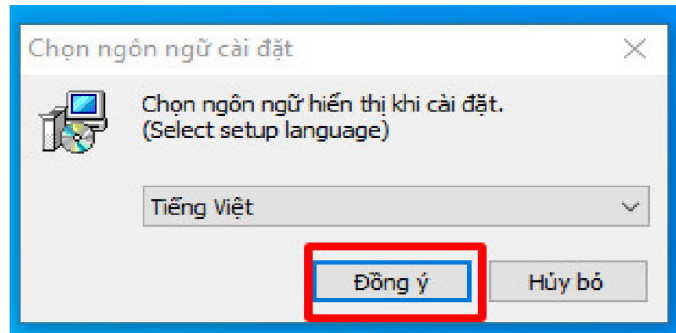 Chọn ngôn ngữ cài đặt
Chọn ngôn ngữ hiển thị khi cài đặt.
(Select setup language)
Tiếng Việt
Đồng ý
Hủy bỏ